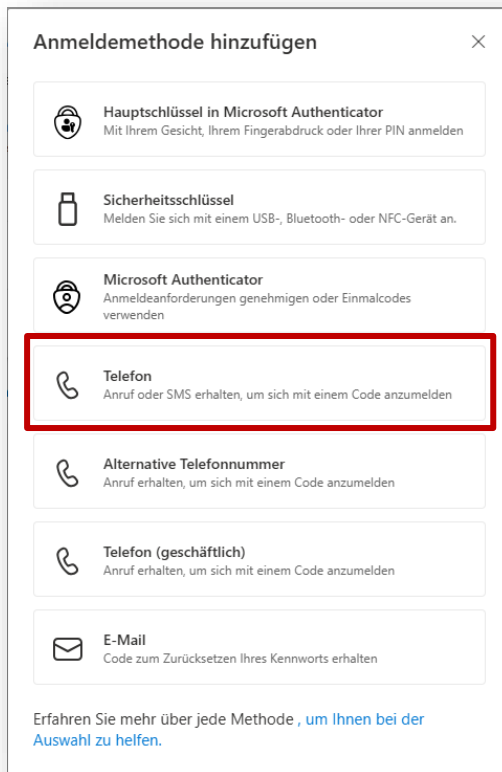 Anmeldemethode hinzufügen
Hauptschlüssel in Microsoft Authenticator
Mit Ihrem Gesicht, Ihrem Fingerabdruck oder Ihrer PIN anmelden
Sicherheitsschlüssel
Melden Sie sich mit einem USB-, Bluetooth- oder NFC-Gerät an.
Microsoft Authenticator
Anmeldeanforderungen genehmigen oder Einmalcodes
verwenden
Telefon
Anruf oder SMS erhalten, um sich mit einem Code anzumelden
Alternative Telefonnummer
Anruf erhalten, um sich mit einem Code anzumelden
Telefon (geschäftlich)
Anruf erhalten, um sich mit einem Code anzumelden
E-Mail
Code zum Zurücksetzen Ihres Kennworts erhalten
Erfahren Sie mehr über jede Methode , um Ihnen bei der
Auswahl zu helfen.